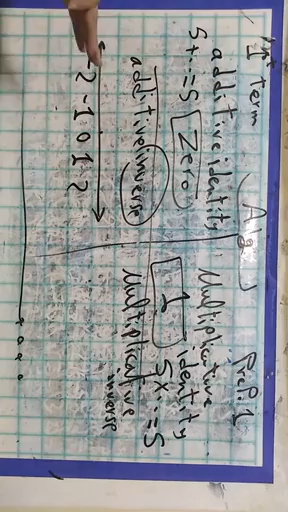 1st term Alg Prep.1
additive identity Multiplicative
identity
5+..=5 Zero 1 5x..=5
additive inverse Multiplicative
inverse
-2 -1 0 1 2